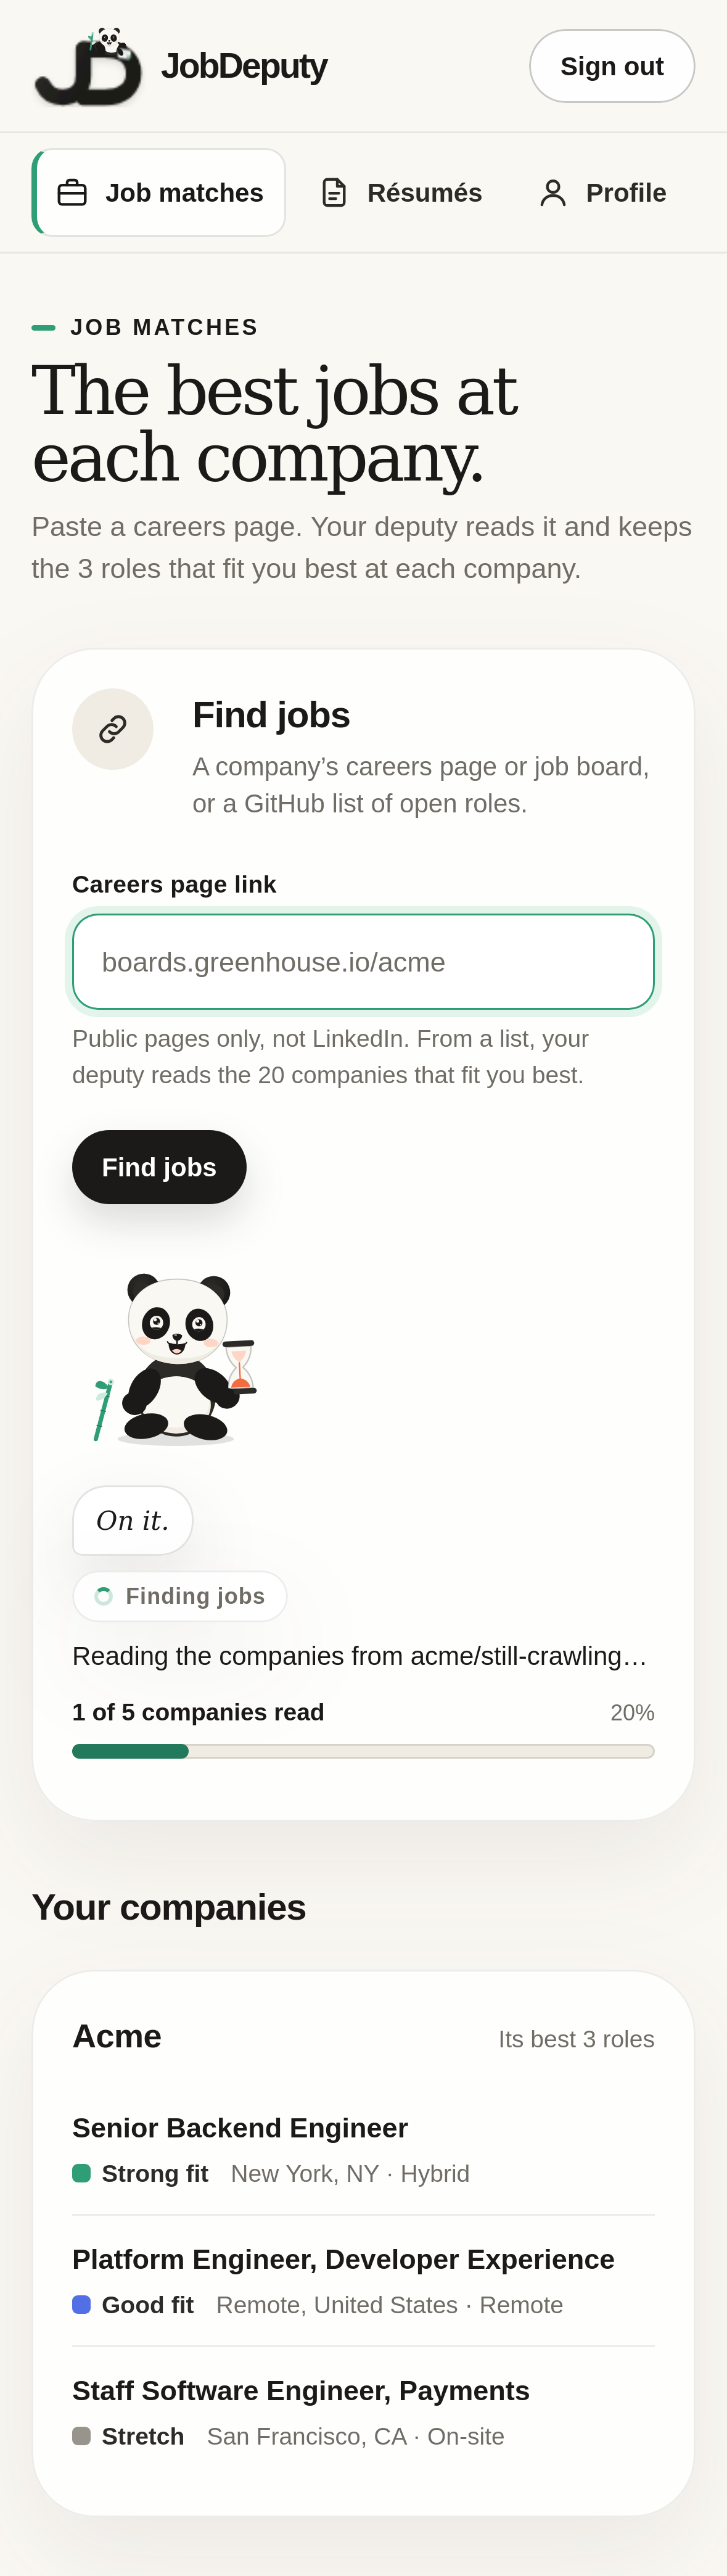 JD
JobDeputy
Sign out
Job matches
Résumés
Profile
JOB MATCHES
The best jobs at
each company.
Paste a careers page. Your deputy reads it and keeps
the 3 roles that fit you best at each company.
Find jobs
A company’s careers page or job board,
or a GitHub list of open roles.
Careers page link
boards.greenhouse.io/acme
Public pages only, not LinkedIn. From a list, your
deputy reads the 20 companies that fit you best.
Find jobs
On it.
Finding jobs
Reading the companies from acme/still-crawling…
1 of 5 companies read
20%
Your companies
Acme
Its best 3 roles
Senior Backend Engineer
Strong fit
New York, NY · Hybrid
Platform Engineer, Developer Experience
Good fit
Remote, United States · Remote
Staff Software Engineer, Payments
Stretch
San Francisco, CA · On-site